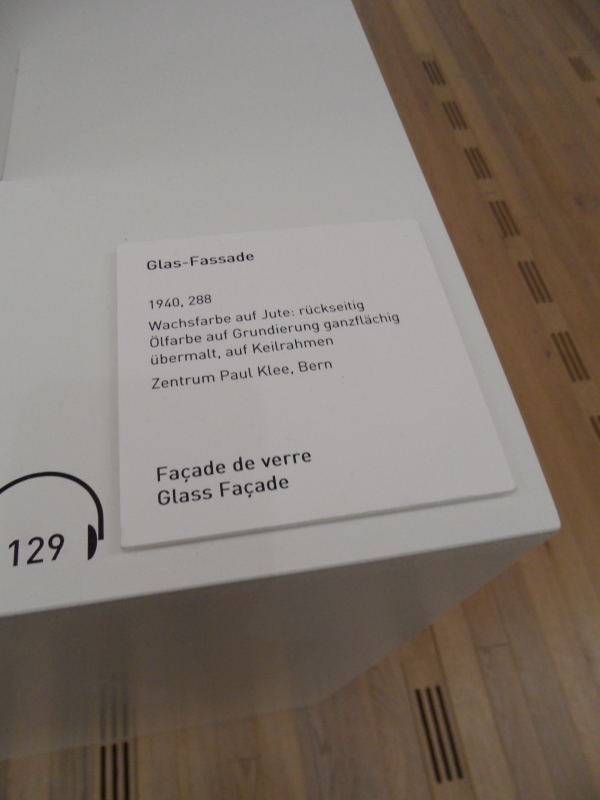 Glas-Fassade
1940, 288
Wachsfarbe auf Jute: rückseitig
Ölfarbe auf Grundierung ganzflächig
übermalt, auf Keilrahmen
Zentrum Paul Klee, Bern
Façade de verre
Glass Façade
129